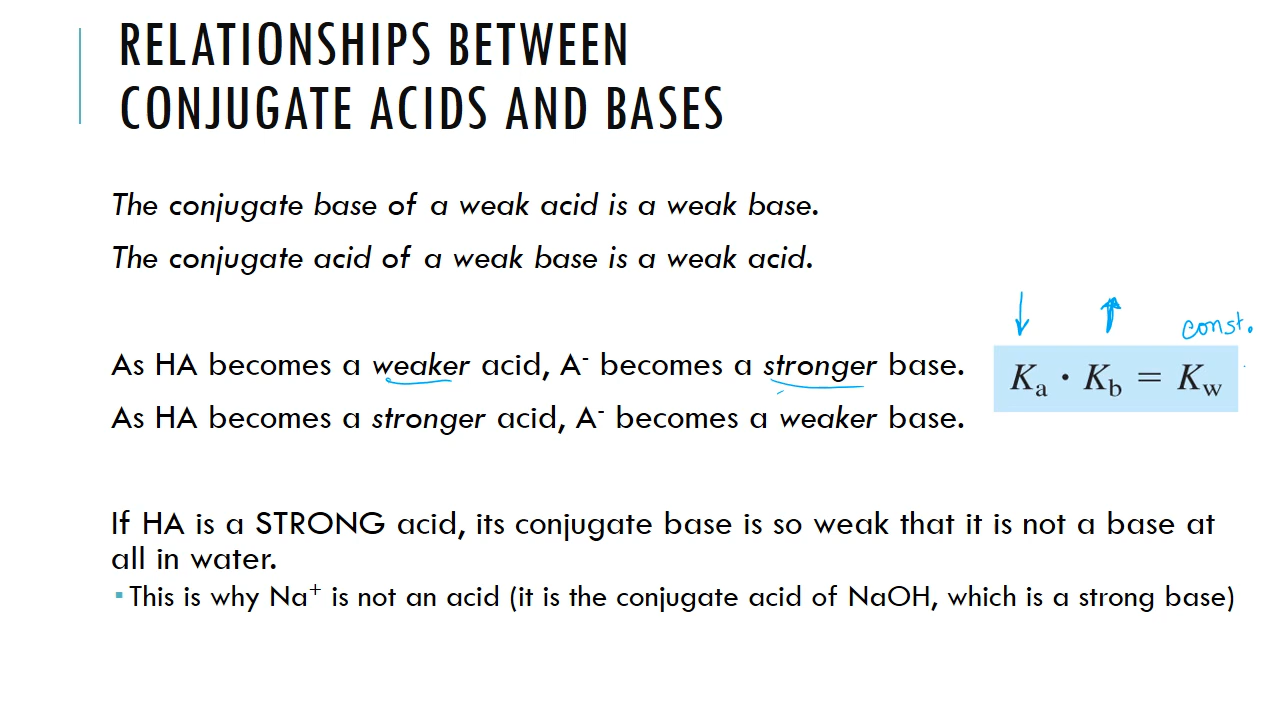 RELATIONSHIPS BETWEEN
CONJUGATE ACIDS AND BASES
The conjugate base of a weak acid is a weak base.
The conjugate acid of a weak base is a weak acid.
const.
As HA becomes a weaker acid, A⁻ becomes a stronger base.
Kₐ · K_b = K_w
As HA becomes a stronger acid, A⁻ becomes a weaker base.
If HA is a STRONG acid, its conjugate base is so weak that it is not a base at
all in water.
▪ This is why Na⁺ is not an acid (it is the conjugate acid of NaOH, which is a strong base)